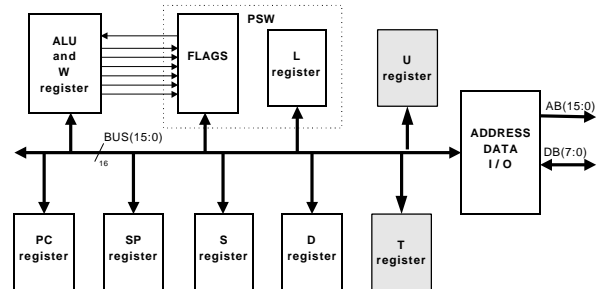 PSW
ALU
and
W
register
FLAGS
L
register
U
register
BUS(15:0)
16
ADDRESS
DATA
I / O
AB(15:0)
DB(7:0)
PC
register
SP
register
S
register
D
register
T
register